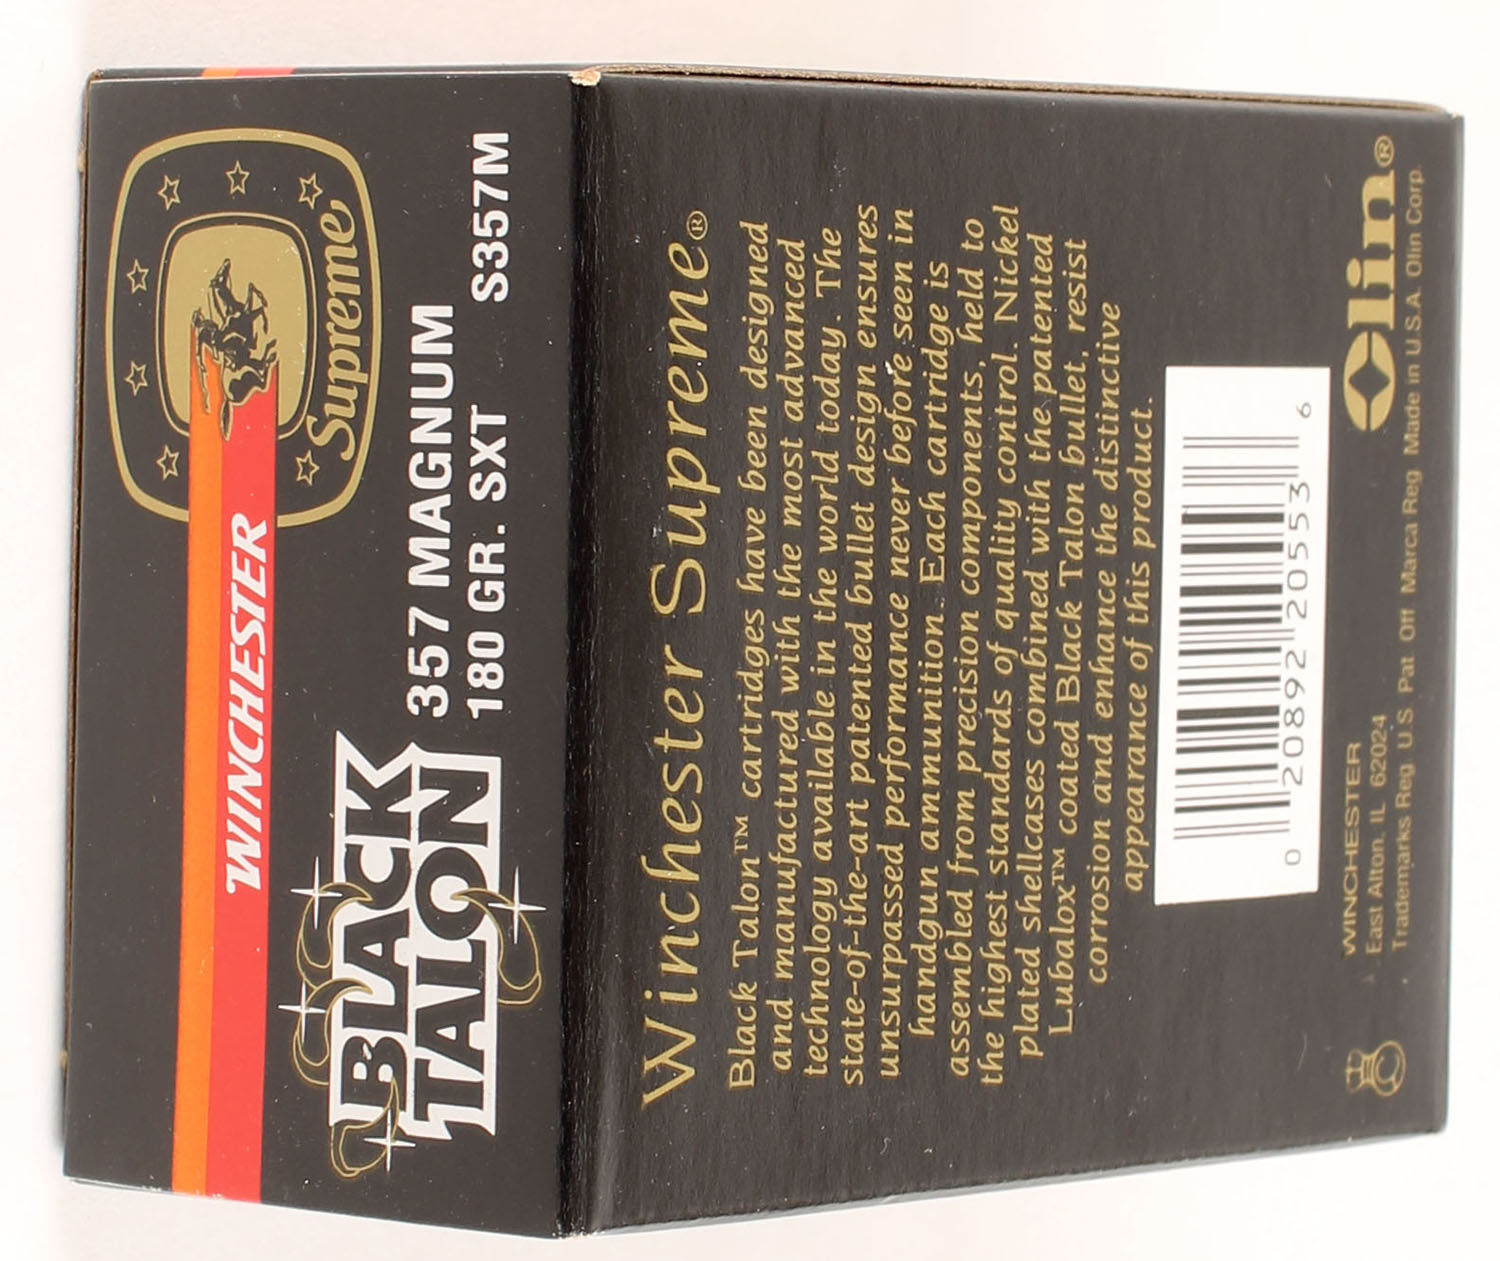 WINCHESTER
Supreme®
BLACK
TALON
357 MAGNUM
180 GR. SXT
S357M
Winchester Supreme®
Black Talon™ cartridges have been designed
and manufactured with the most advanced
technology available in the world today. The
state-of-the-art patented bullet design ensures
unsurpassed performance never before seen in
handgun ammunition. Each cartridge is
assembled from precision components, held to
the highest standards of quality control. Nickel
plated shellcases combined with the patented
Lubalox™ coated Black Talon bullet, resist
corrosion and enhance the distinctive
appearance of this product.
0 20892 20553 6
WINCHESTER
East Alton, IL 62024
Olin®
Trademarks Reg. U.S. Pat. Off Marca Reg Made in U.S.A. Olin Corp.